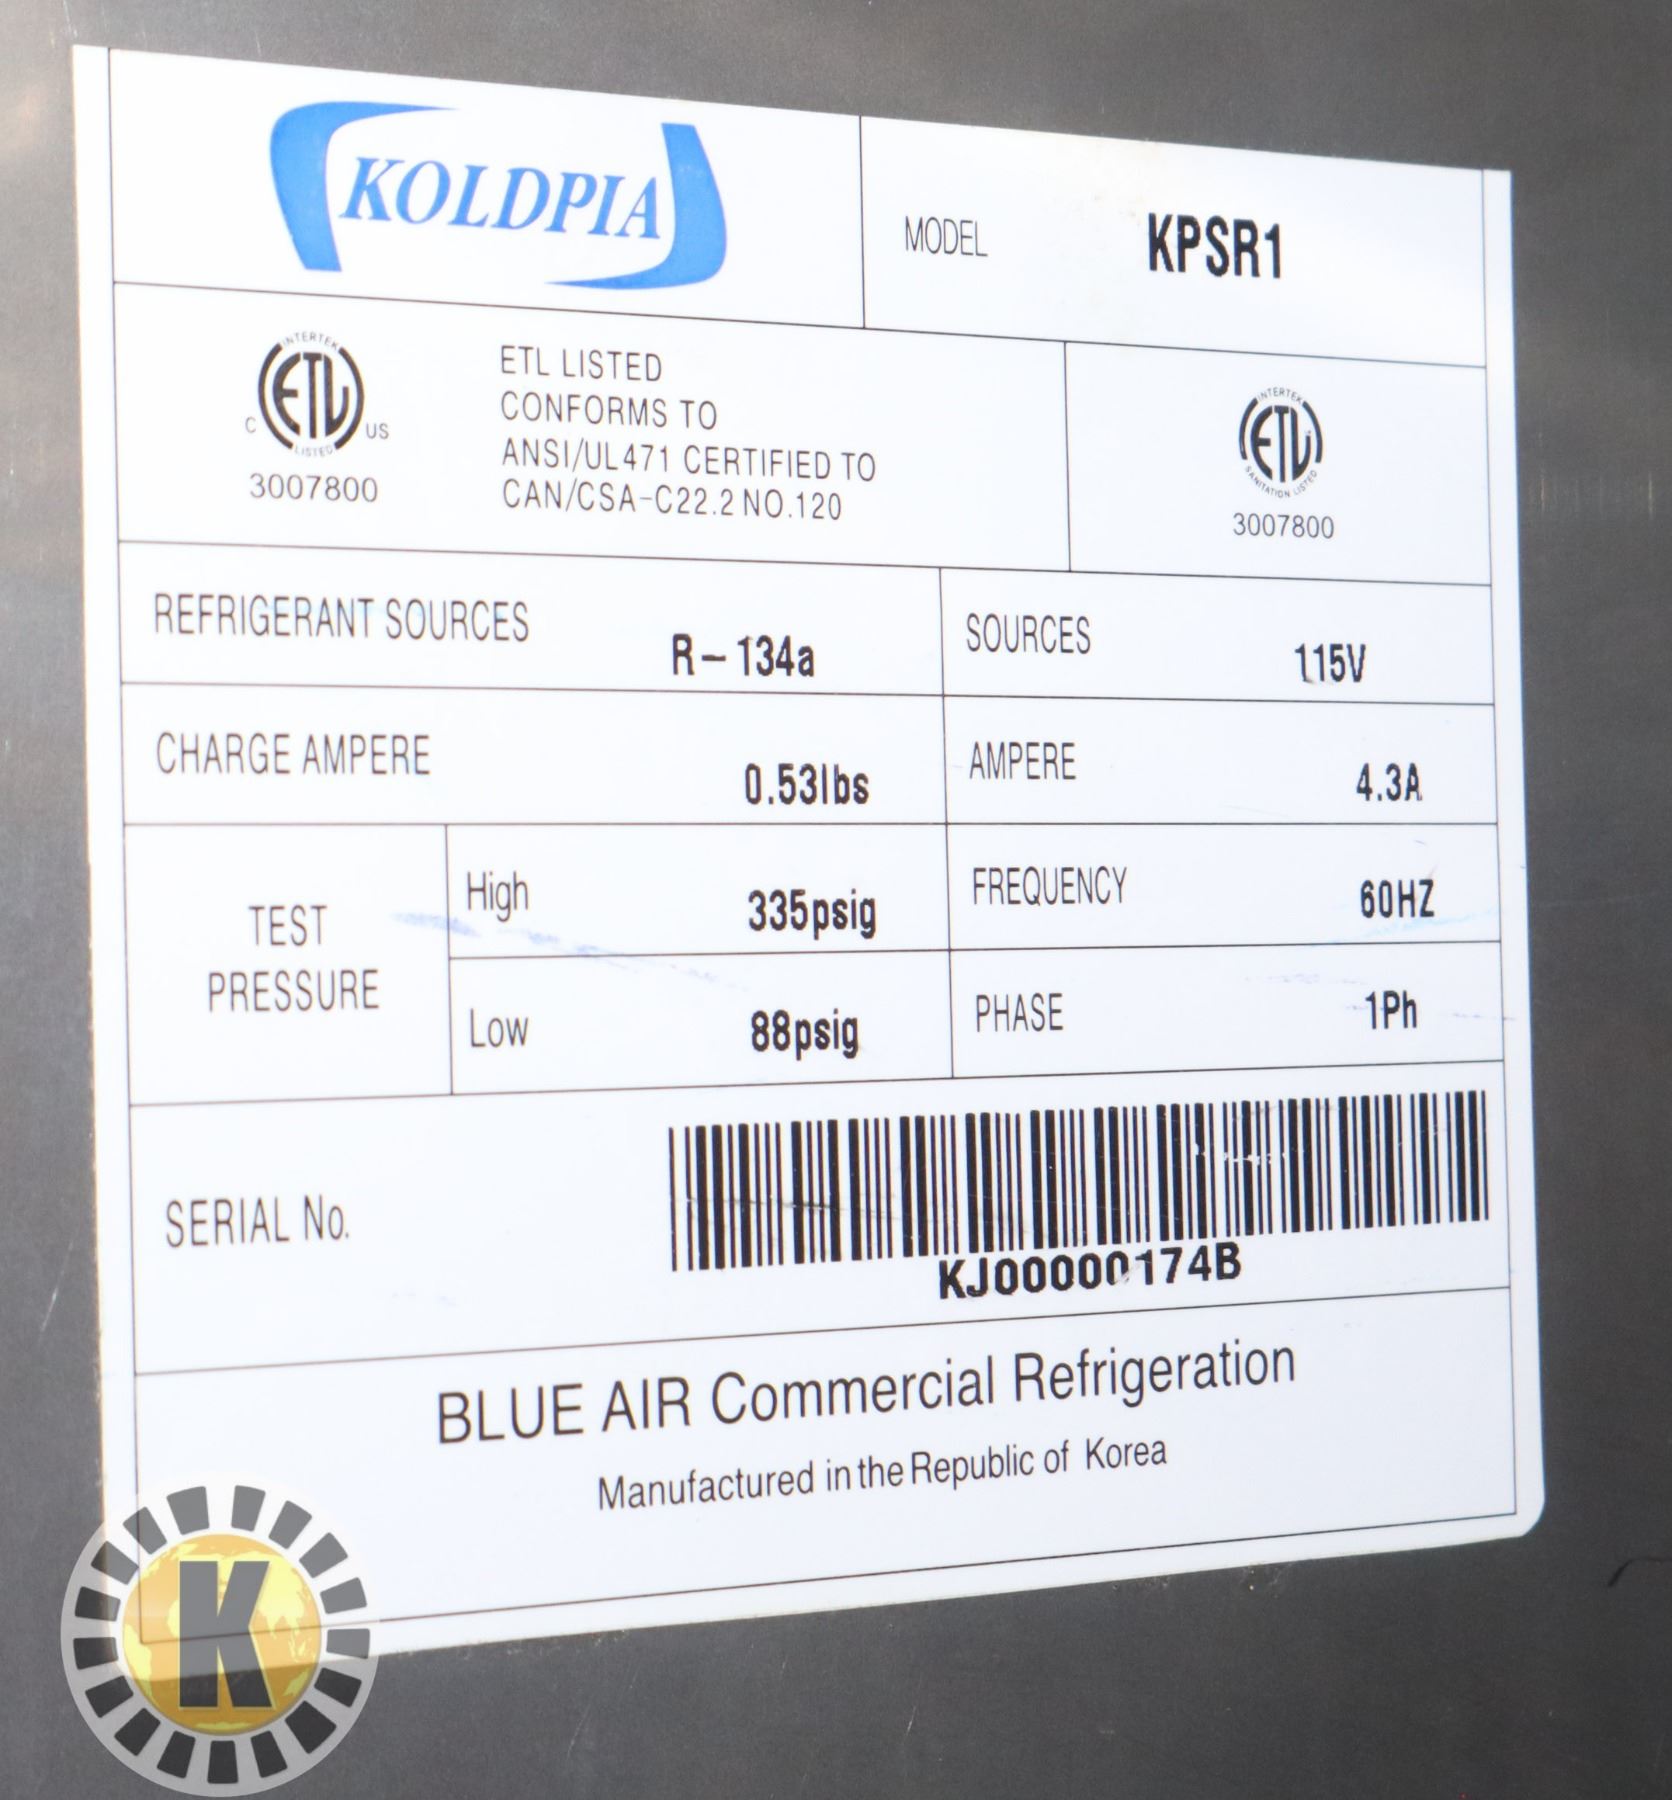 KOLDPIA
MODEL KPSR1
INTERTEK
ETL
C US
LISTED
3007800
ETL LISTED
CONFORMS TO
ANSI/UL471 CERTIFIED TO
CAN/CSA-C22.2 NO.120
INTERTEK
ETL
SANITATION LISTED
3007800
REFRIGERANT SOURCES R-134a
SOURCES 115V
CHARGE AMPERE 0.53lbs
AMPERE 4.3A
TEST
PRESSURE
High 335psig
FREQUENCY 60HZ
Low 88psig
PHASE 1Ph
SERIAL No.
KJ00000174B
BLUE AIR Commercial Refrigeration
Manufactured in the Republic of Korea
K